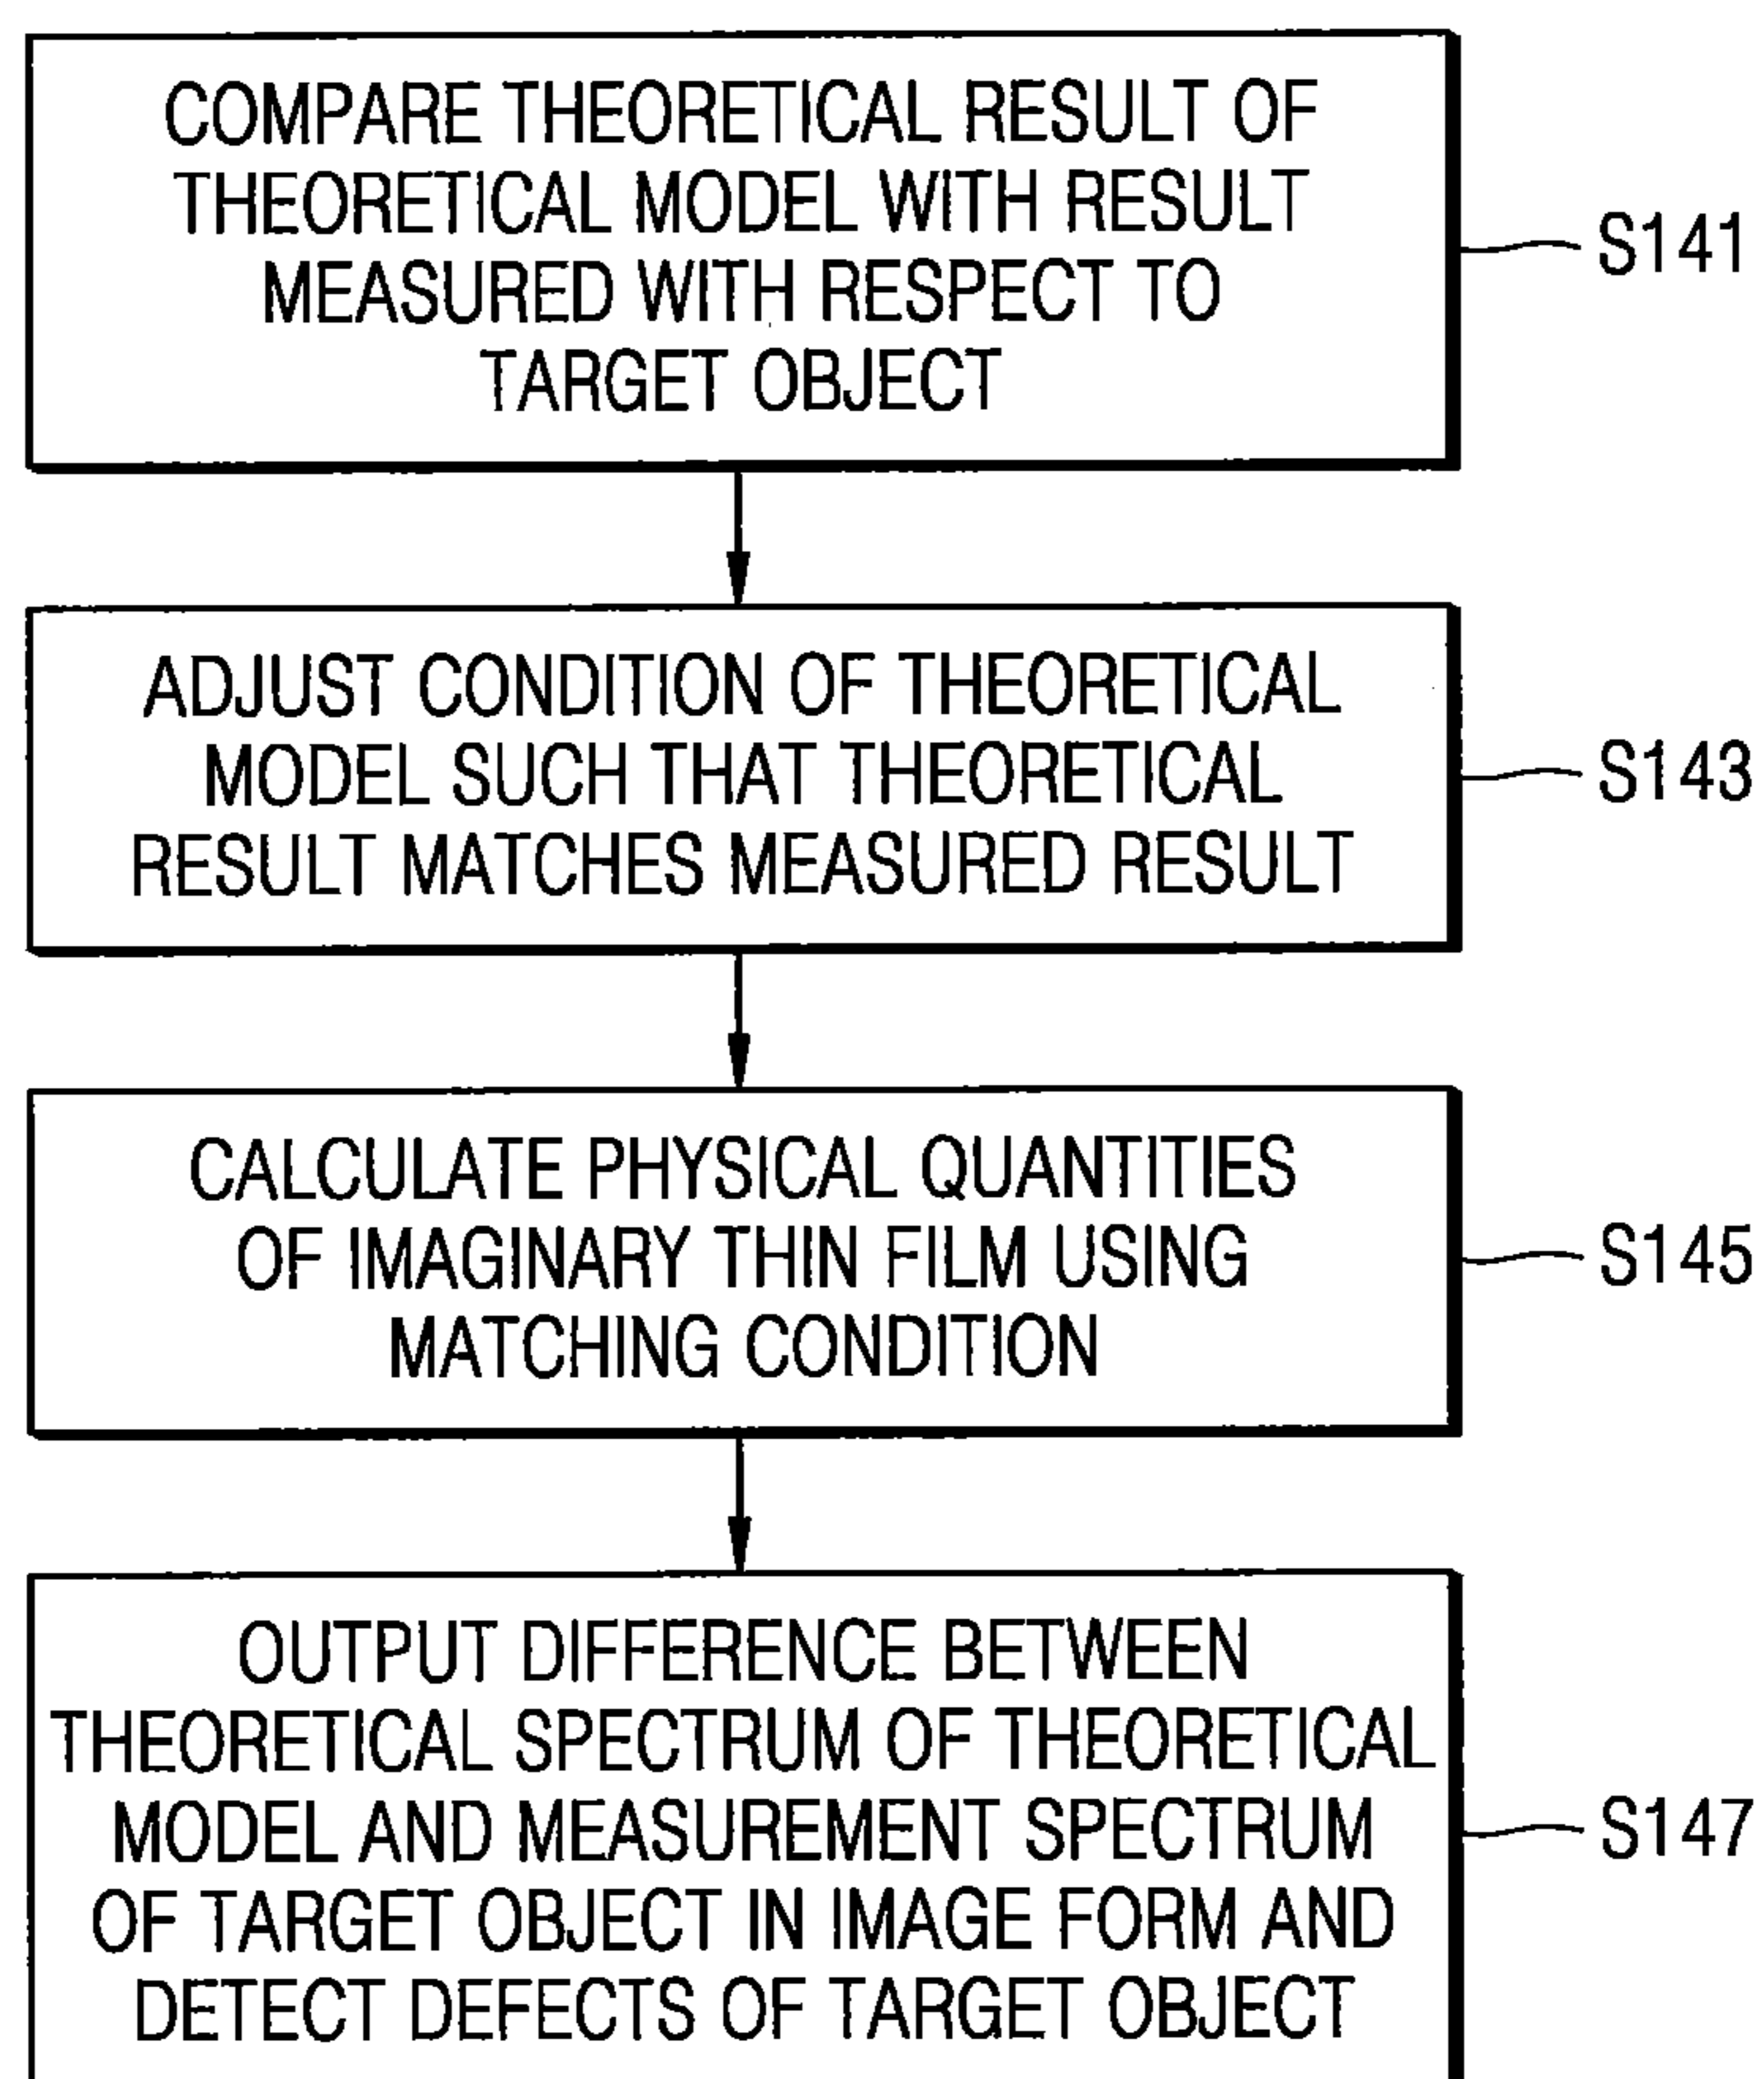 COMPARE THEORETICAL RESULT OF
THEORETICAL MODEL WITH RESULT
MEASURED WITH RESPECT TO
TARGET OBJECT
S141
ADJUST CONDITION OF THEORETICAL
MODEL SUCH THAT THEORETICAL
RESULT MATCHES MEASURED RESULT
S143
CALCULATE PHYSICAL QUANTITIES
OF IMAGINARY THIN FILM USING
MATCHING CONDITION
S145
OUTPUT DIFFERENCE BETWEEN
THEORETICAL SPECTRUM OF THEORETICAL
MODEL AND MEASUREMENT SPECTRUM
OF TARGET OBJECT IN IMAGE FORM AND
DETECT DEFECTS OF TARGET OBJECT
S147